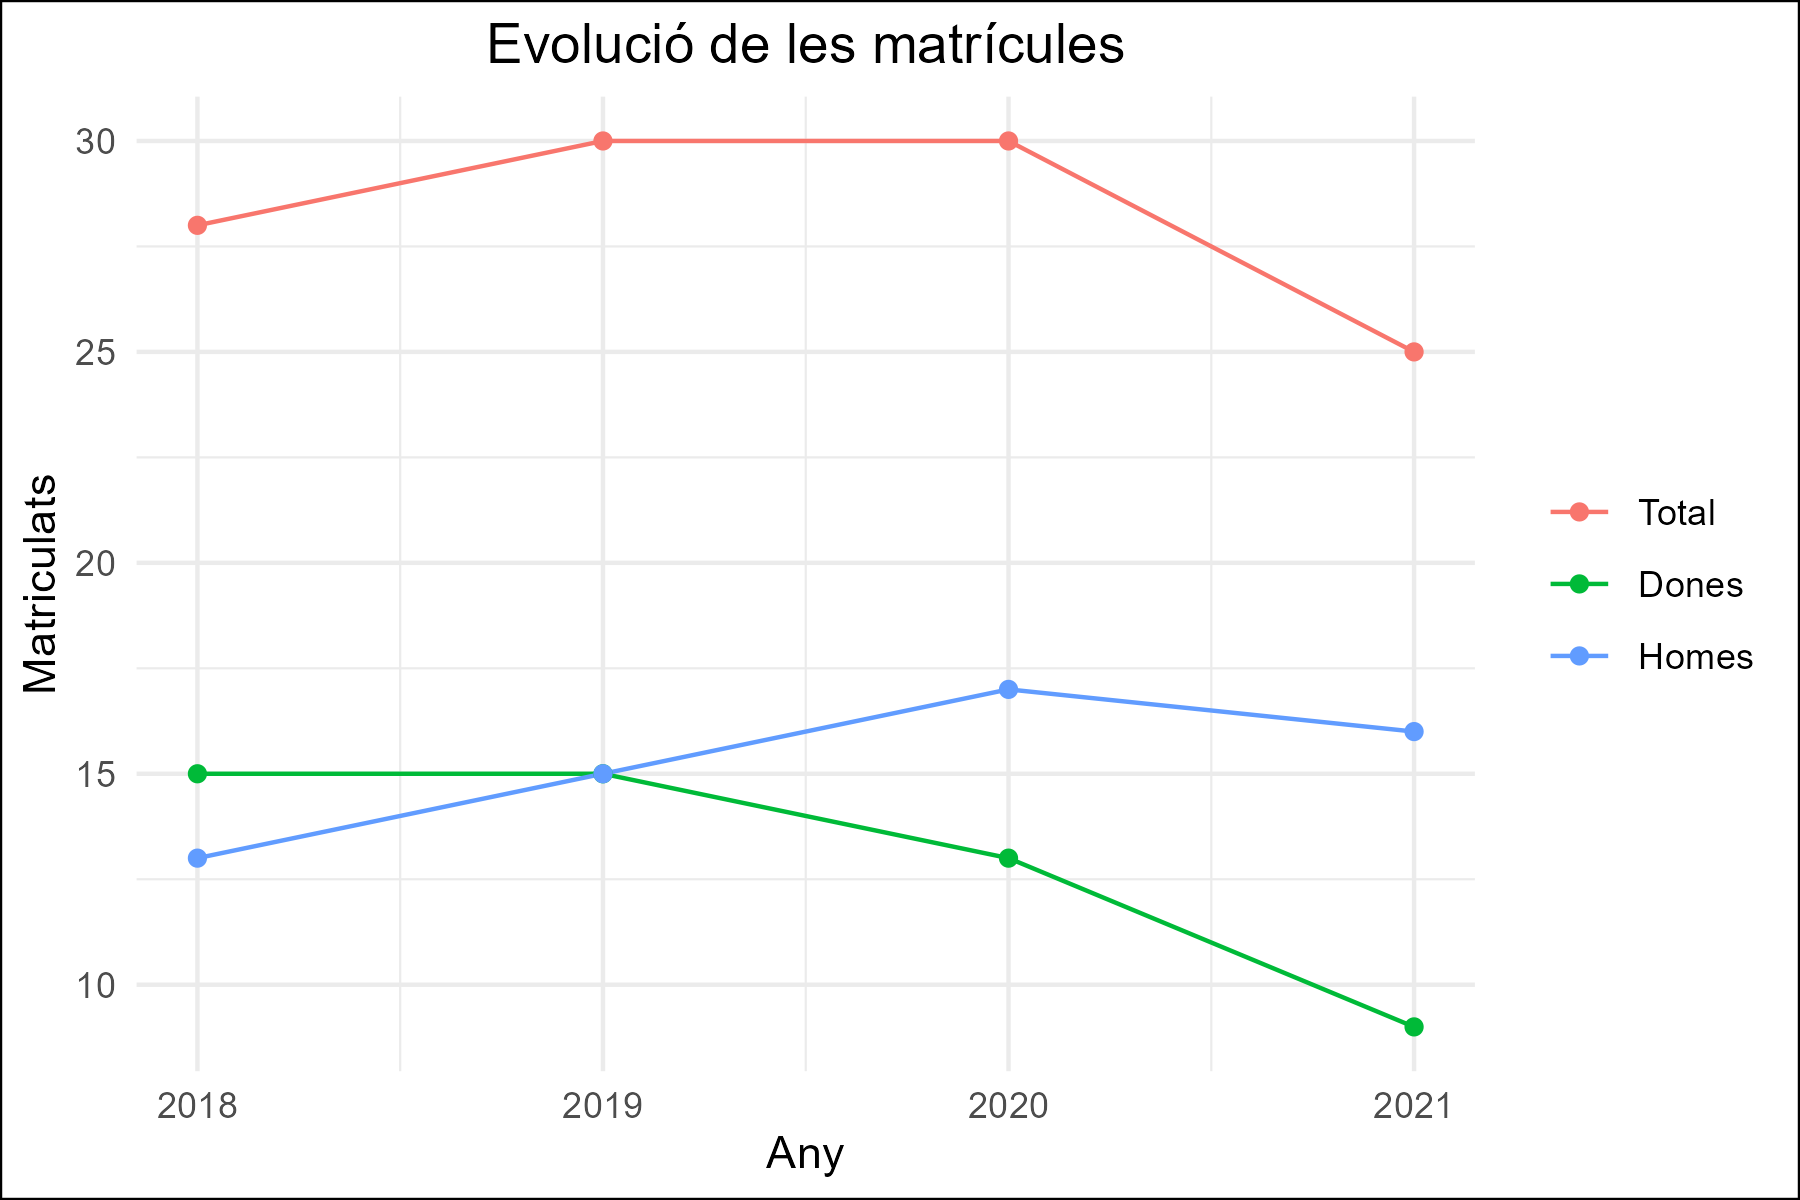 Evolució de les matrícules
30
25
20
15
10
Matriculats
2018
2019
2020
2021
Any
Total
Dones
Homes